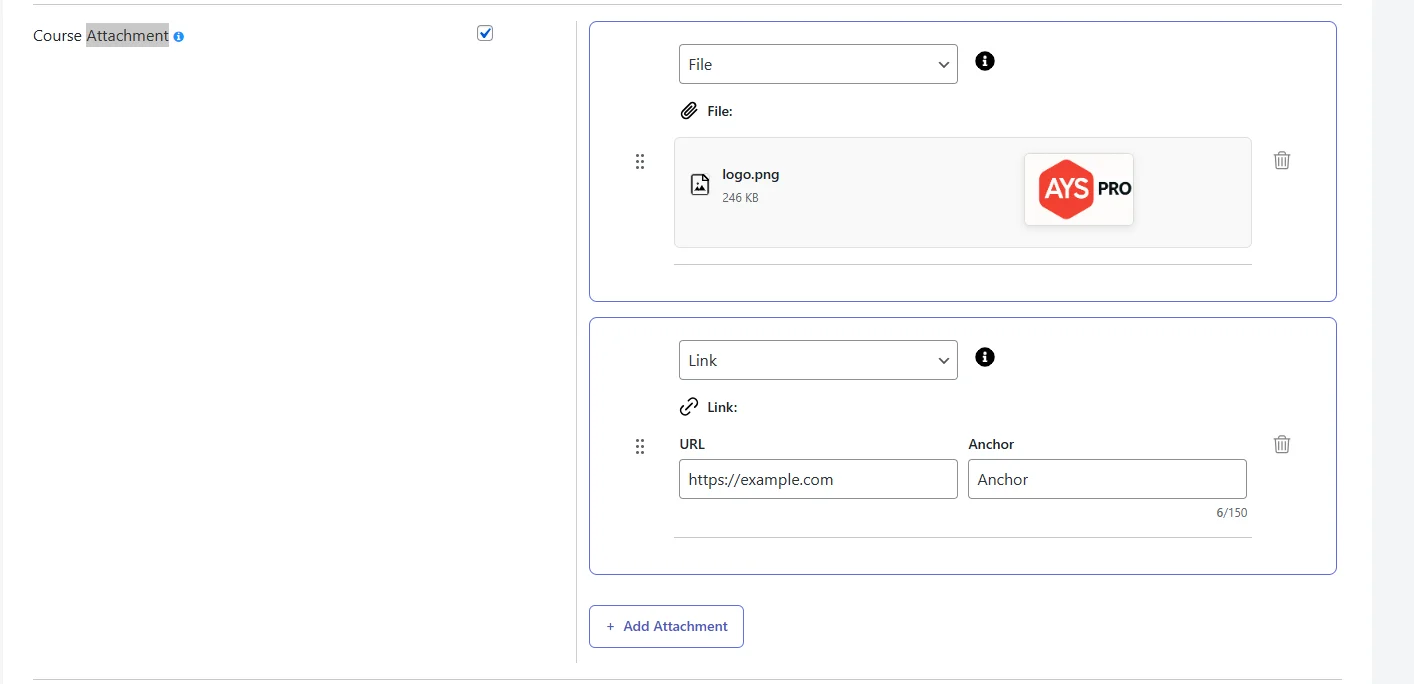 Course Attachment
File
File:
logo.png
246 KB
AYS PRO
Link
Link:
URL
Anchor
https://example.com
Anchor
6/150
+ Add Attachment